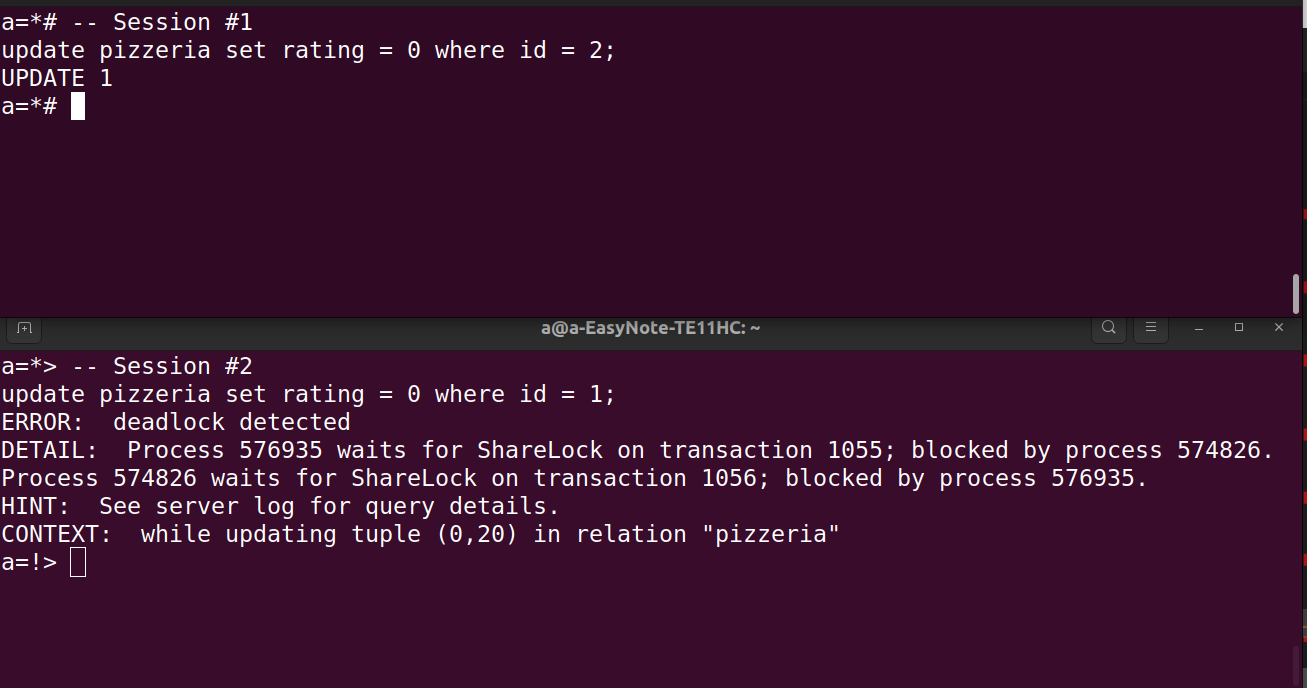 a=*# -- Session #1
update pizzeria set rating = 0 where id = 2;
UPDATE 1
a=*#
a@a-EasyNote-TE11HC: ~
a=*> -- Session #2
update pizzeria set rating = 0 where id = 1;
ERROR:  deadlock detected
DETAIL:  Process 576935 waits for ShareLock on transaction 1055; blocked by process 574826.
Process 574826 waits for ShareLock on transaction 1056; blocked by process 576935.
HINT:  See server log for query details.
CONTEXT:  while updating tuple (0,20) in relation "pizzeria"
a=!>